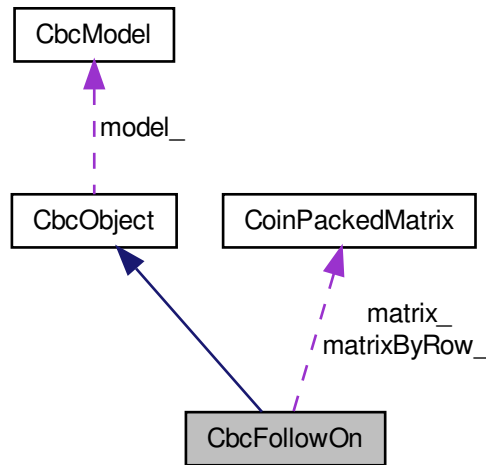 CbcModel
model_
CbcObject
CoinPackedMatrix
matrix_
matrixByRow_
CbcFollowOn